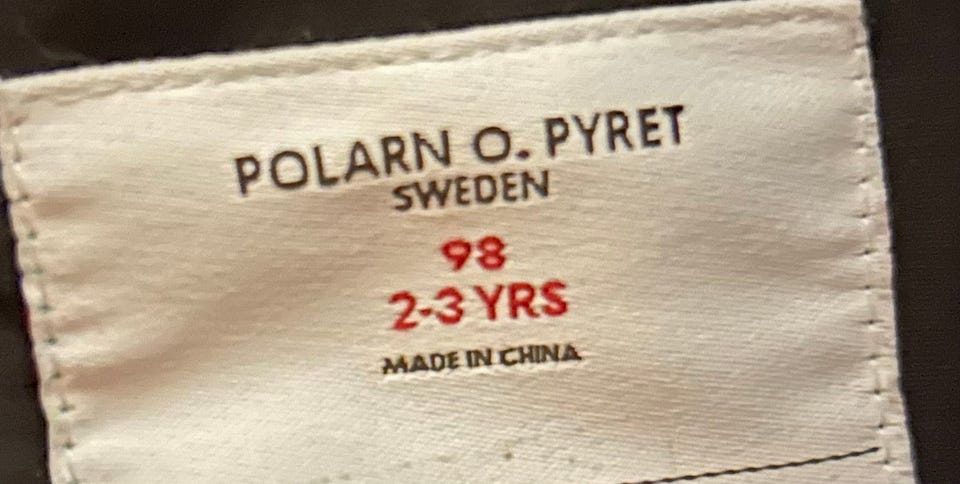 POLARN O. PYRET
SWEDEN
98
2-3 YRS
MADE IN CHINA